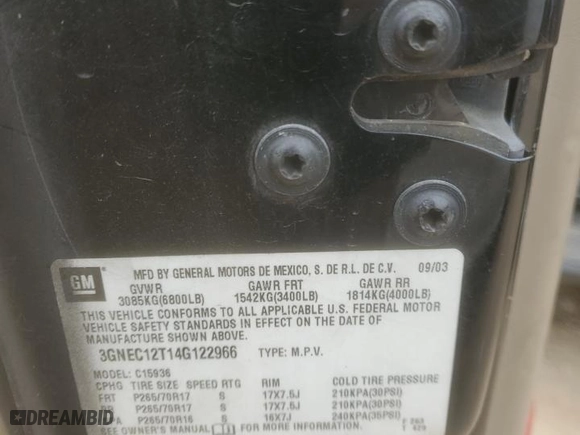 GM
MFD BY GENERAL MOTORS DE MEXICO, S. DE R.L. DE C.V. 09/03
GVWR GAWR FRT GAWR RR
3085KG(6800LB) 1542KG(3400LB) 1814KG(4000LB)
THIS VEHICLE CONFORMS TO ALL APPLICABLE U.S. FEDERAL MOTOR
VEHICLE SAFETY STANDARDS IN EFFECT ON THE DATE OF
MANUFACTURE SHOWN ABOVE.
3GNEC12T14G122966 TYPE: M.P.V.
MODEL: C15936
CPHG TIRE SIZE SPEED RTG RIM COLD TIRE PRESSURE
FRT P265/70R17 S 17X7.5J 210KPA(30PSI)
P265/70R17 S 17X7.5J 210KPA(30PSI)
P265/70R16 S 16X7J 240KPA(35PSI)
SEE OWNER'S MANUAL FOR MORE INFORMATION.
DREAMBID